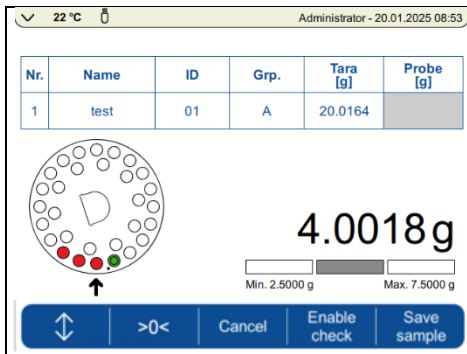 22 °C Administrator - 20.01.2025 08:53
Nr. Name ID Grp. Tara [g] Probe [g]
1 test 01 A 20.0164
4.0018 g
Min. 2.5000 g Max. 7.5000 g
>0< Cancel Enable check Save sample